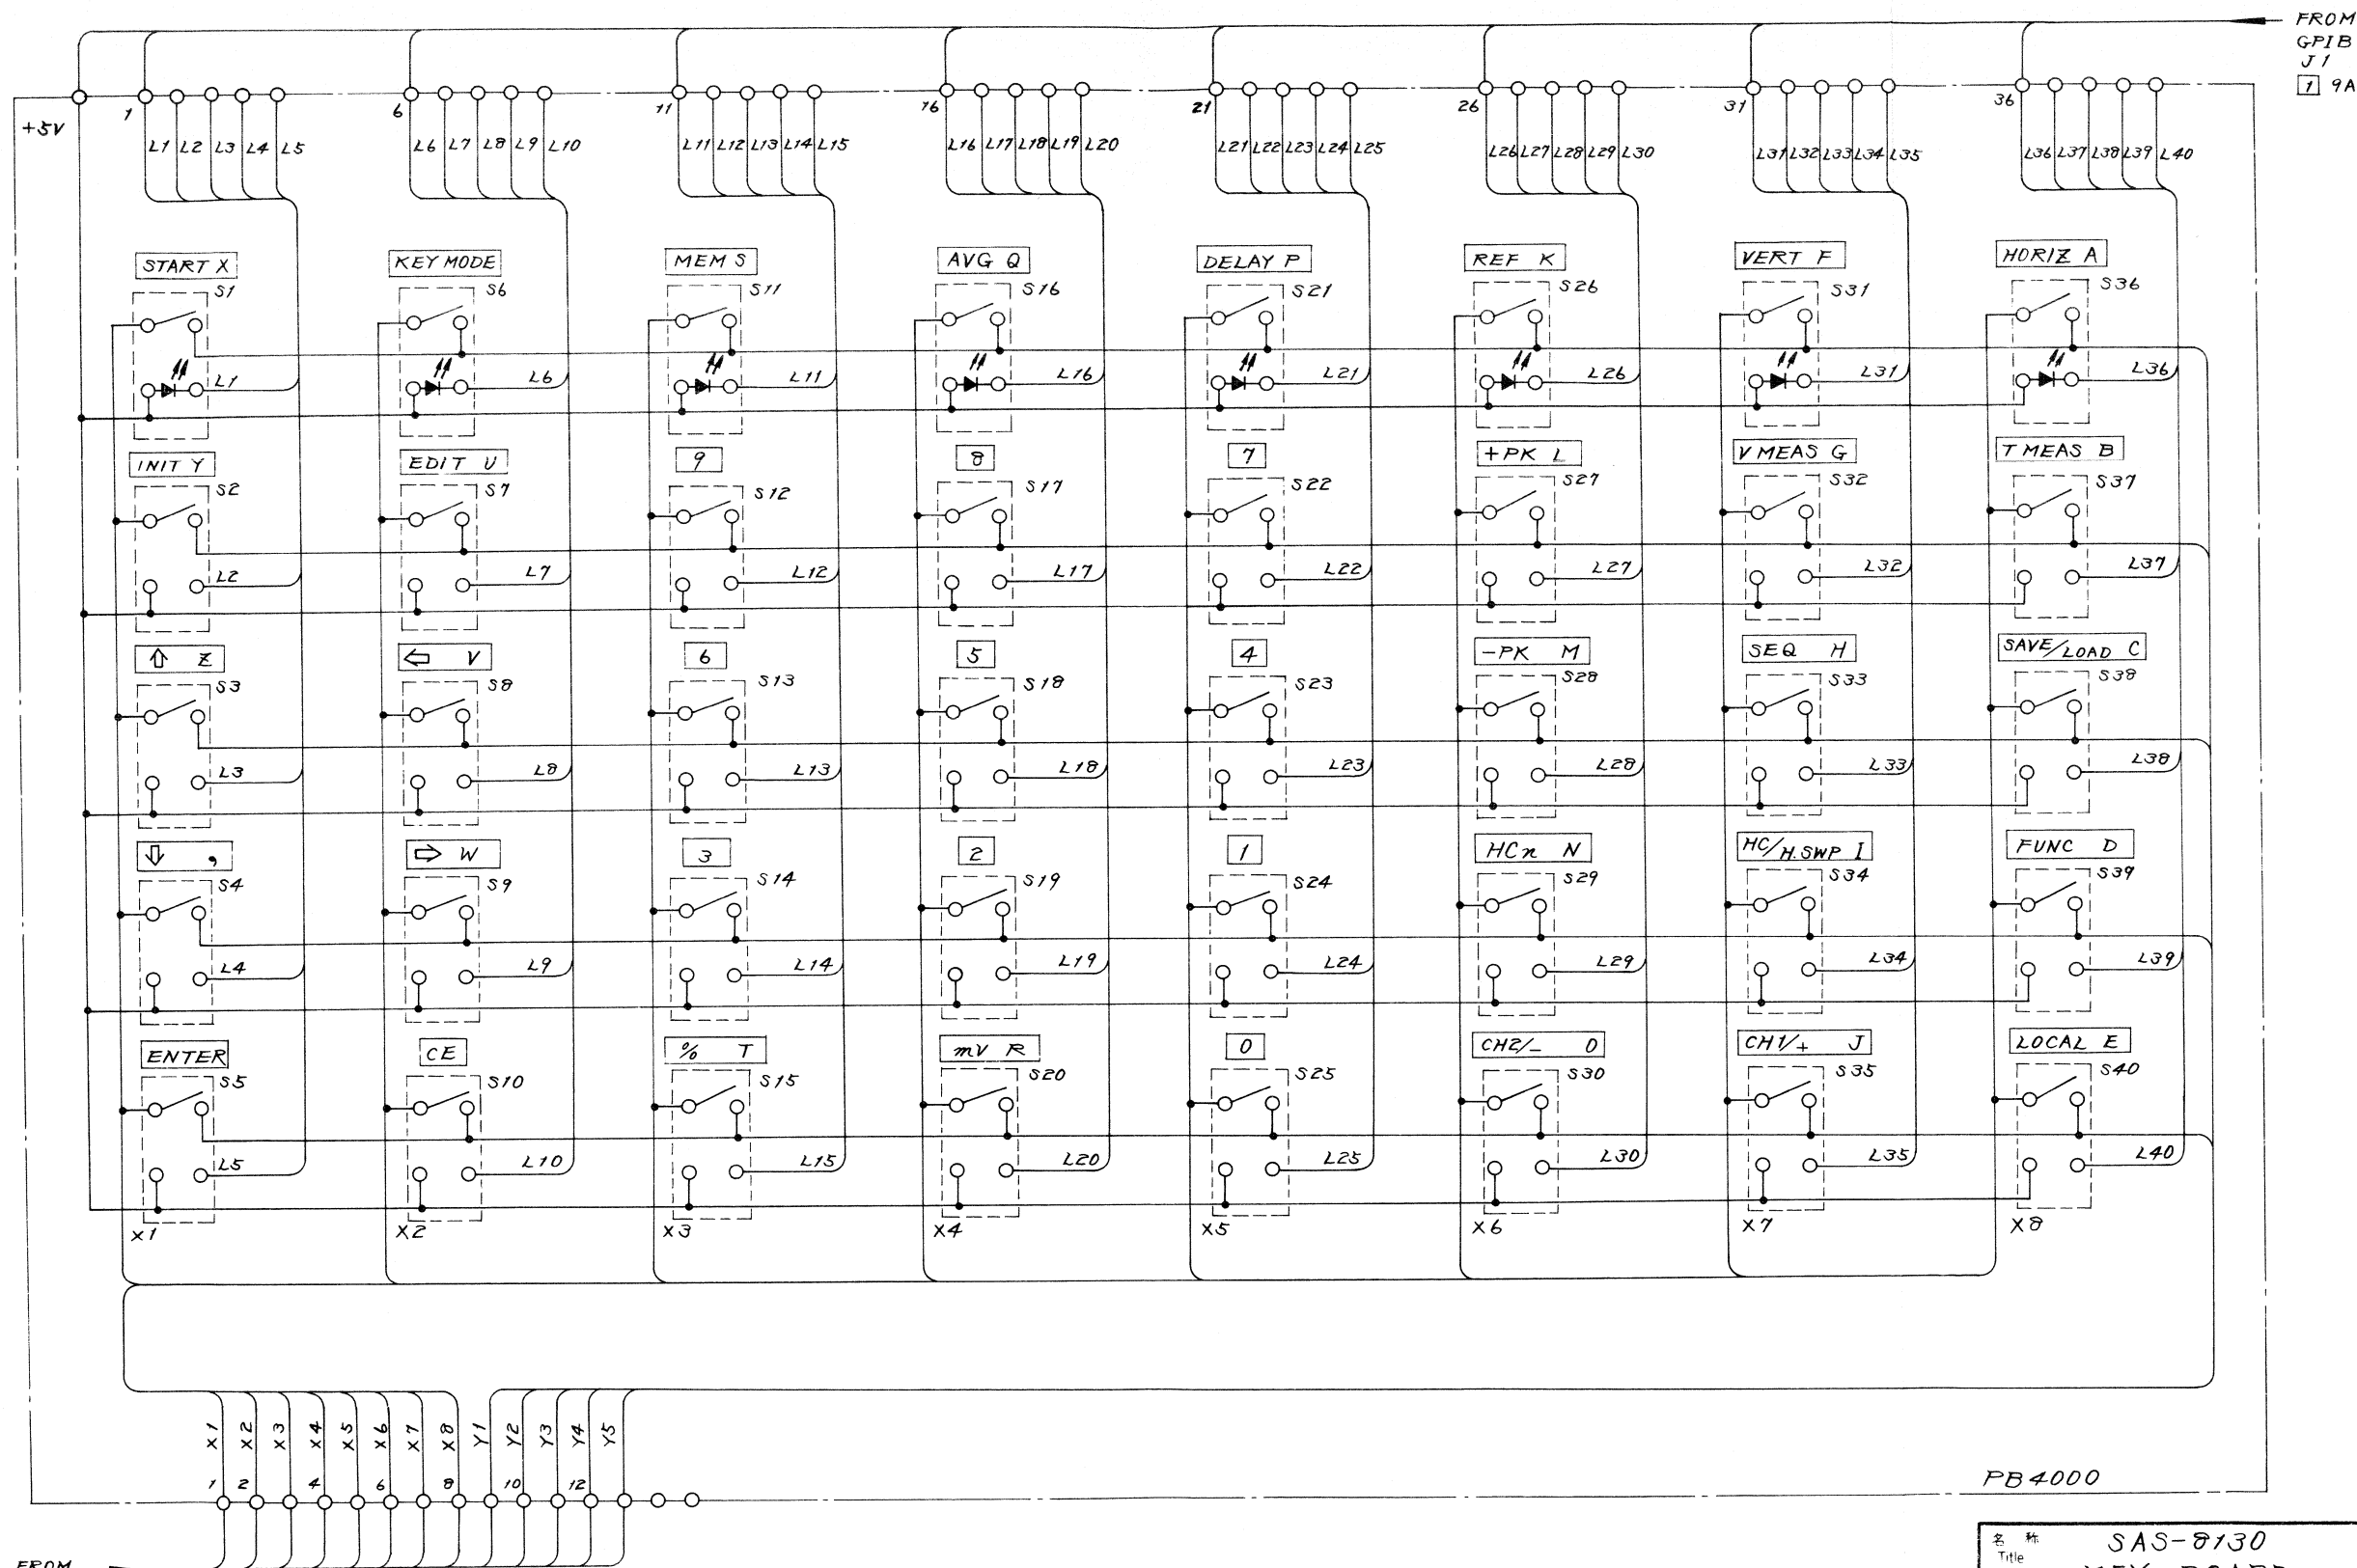 FROM
GPIB
J1
1 9A
+5V
1 6 11 16 21 26 31 36
L1 L2 L3 L4 L5 L6 L7 L8 L9 L10 L11 L12 L13 L14 L15 L16 L17 L18 L19 L20 L21 L22 L23 L24 L25 L26 L27 L28 L29 L30 L31 L32 L33 L34 L35 L36 L37 L38 L39 L40
START X KEY MODE MEM S AVG Q DELAY P REF K VERT F HORIZ A
S1 S6 S11 S16 S21 S26 S31 S36
L1 L6 L11 L16 L21 L26 L31 L36
INIT Y EDIT U 9 8 7 +PK L V MEAS G T MEAS B
S2 S7 S12 S17 S22 S27 S32 S37
L2 L7 L12 L17 L22 L27 L32 L37
⇧ Z ⇦ V 6 5 4 -PK M SEQ H SAVE/LOAD C
S3 S8 S13 S18 S23 S28 S33 S38
L3 L8 L13 L18 L23 L28 L33 L38
⇩ , ⇨ W 3 2 1 HCn N HC/H.SWP I FUNC D
S4 S9 S14 S19 S24 S29 S34 S39
L4 L9 L14 L19 L24 L29 L34 L39
ENTER CE % T mV R 0 CH2/- O CH1/+ J LOCAL E
S5 S10 S15 S20 S25 S30 S35 S40
L5 L10 L15 L20 L25 L30 L35 L40
X1 X2 X3 X4 X5 X6 X7 X8
X1 X2 X3 X4 X5 X6 X7 X8 Y1 Y2 Y3 Y4 Y5
1 2 4 6 8 10 12
PB4000
名称 SAS-8130
Title
KEY BOARD
FROM